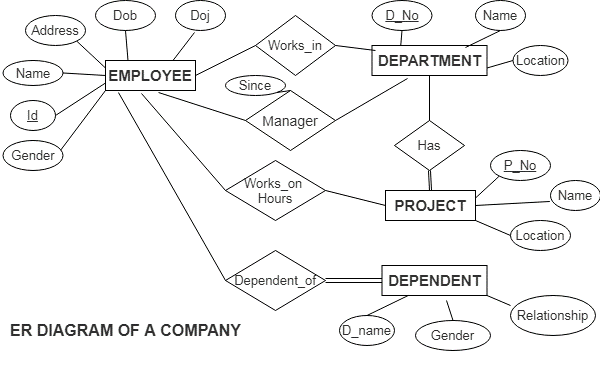 Dob
Doj
D_No
Name
Address
Works_in
EMPLOYEE
DEPARTMENT
Location
Name
Since
Id
Manager
Gender
Has
P_No
Works_on
Hours
Name
PROJECT
Location
Dependent_of
DEPENDENT
Relationship
D_name
Gender
ER DIAGRAM OF A COMPANY